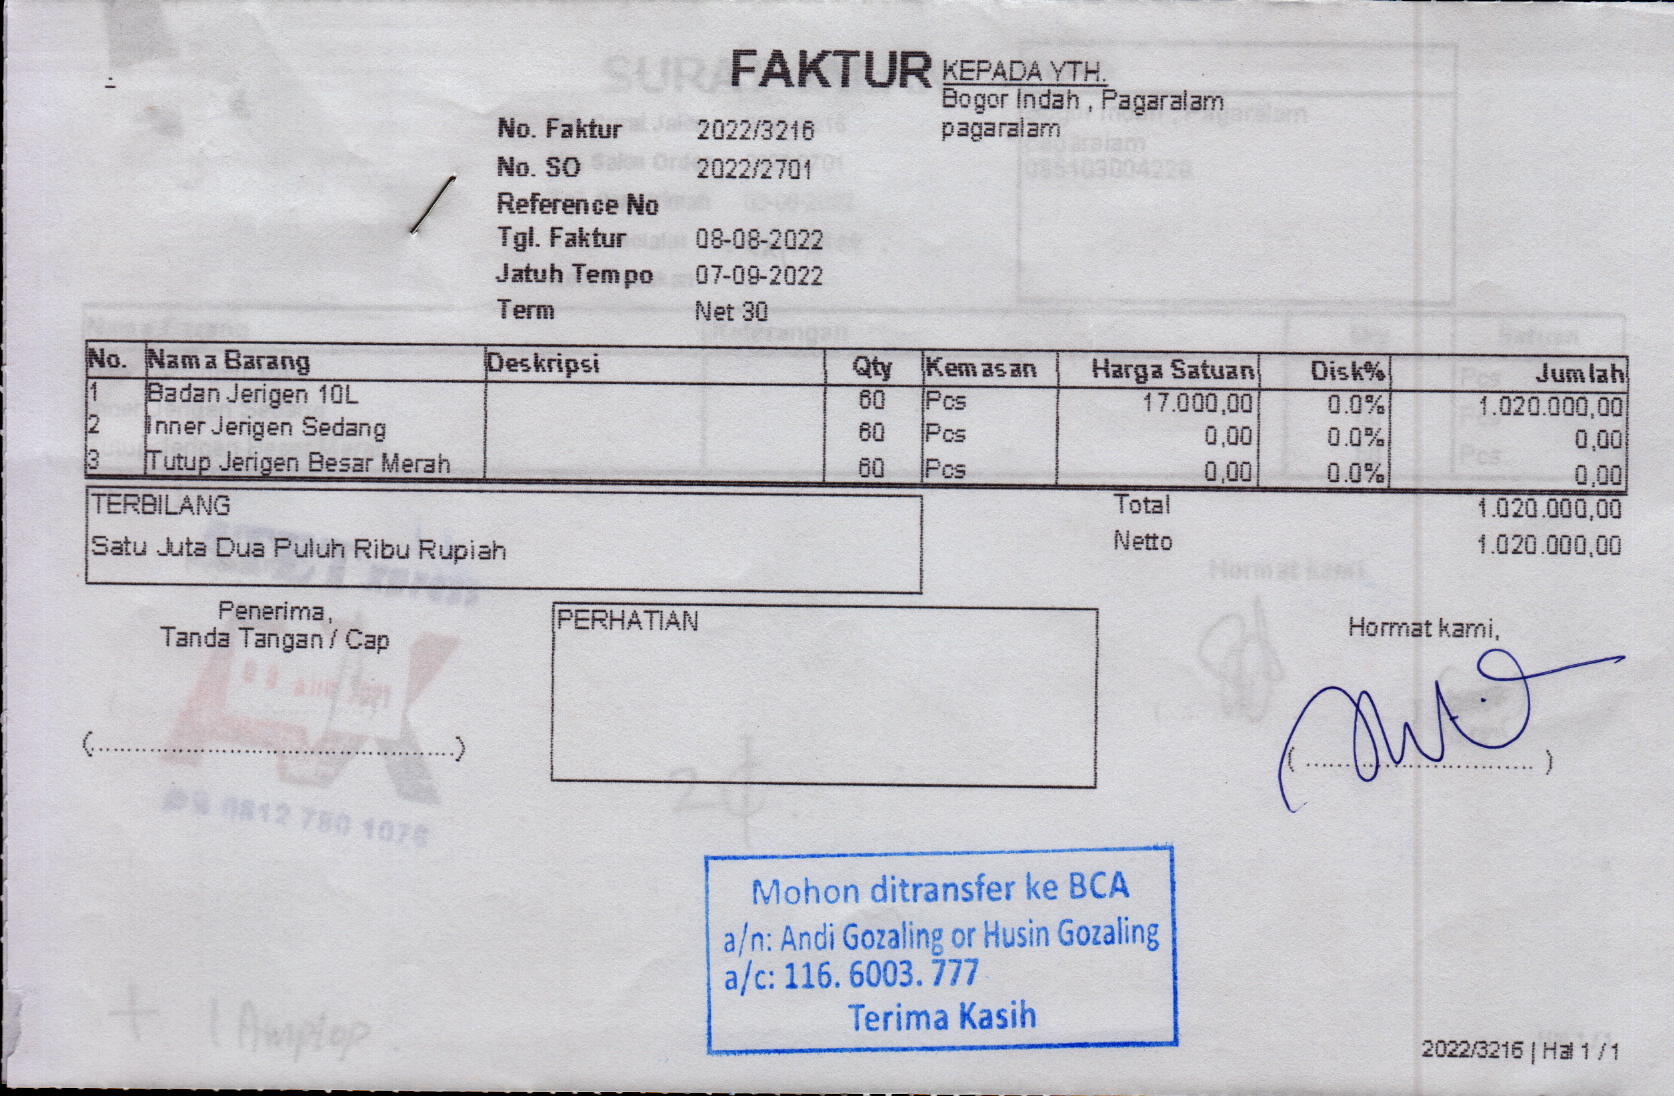 FAKTUR
KEPADA YTH.
Bogor Indah , Pagaralam
pagaralam
No. Faktur 2022/3216
No. SO 2022/2701
Reference No
Tgl. Faktur 08-08-2022
Jatuh Tempo 07-09-2022
Term Net 30
No. Nama Barang Deskripsi Qty Kemasan Harga Satuan Disk% Jumlah
1 Badan Jerigen 10L 60 Pcs 17.000,00 0.0% 1.020.000,00
2 Inner Jerigen Sedang 60 Pcs 0,00 0.0% 0,00
3 Tutup Jerigen Besar Merah 60 Pcs 0,00 0.0% 0,00
TERBILANG
Satu Juta Dua Puluh Ribu Rupiah
Total 1.020.000,00
Netto 1.020.000,00
Penerima,
Tanda Tangan / Cap
(......................................................)
PERHATIAN
Hormat kami,
( .................................. )
Mohon ditransfer ke BCA
a/n: Andi Gozaling or Husin Gozaling
a/c: 116. 6003. 777
Terima Kasih
+ 1 Amplop .
2022/3216 | Hal 1 / 1